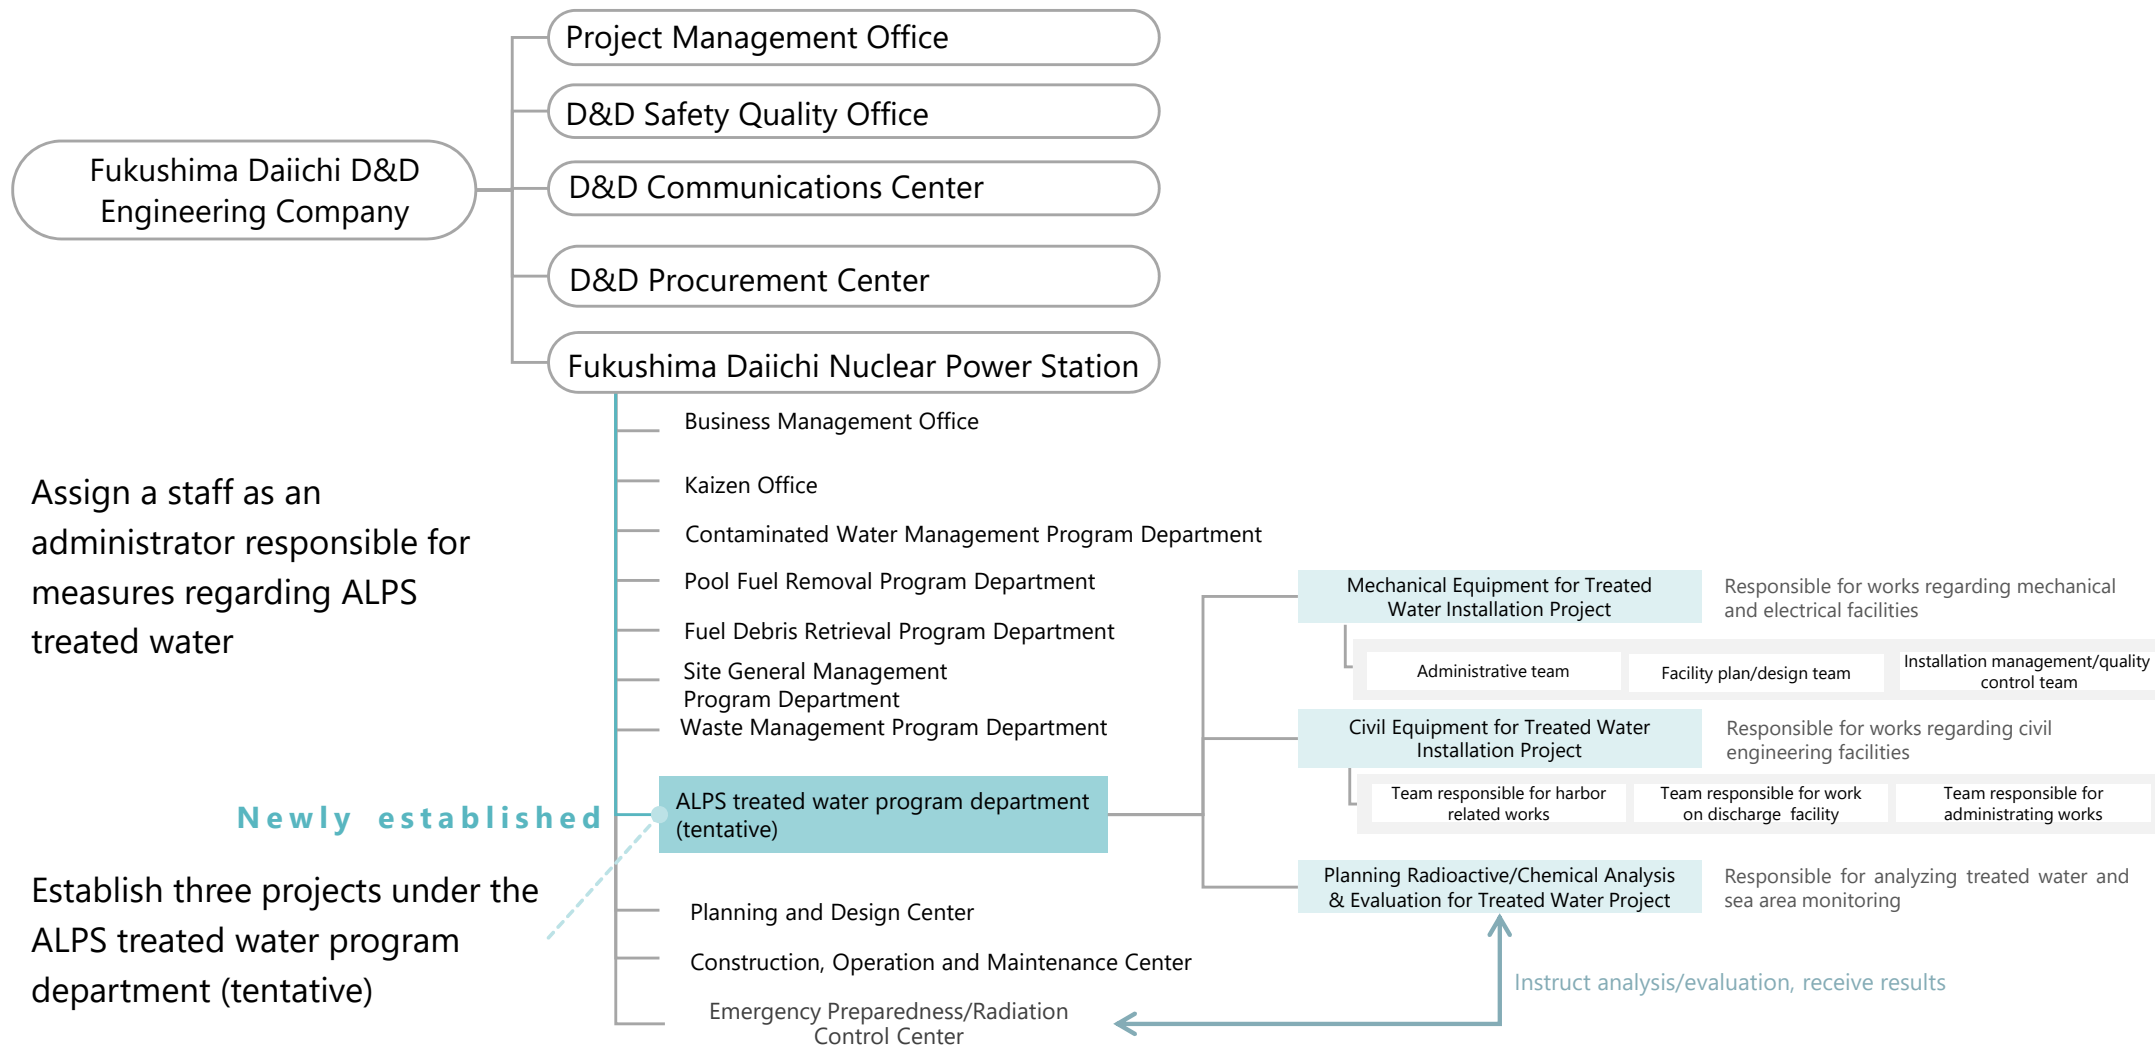 Project Management Office
D&D Safety Quality Office
Fukushima Daiichi D&D
Engineering Company
D&D Communications Center
D&D Procurement Center
Fukushima Daiichi Nuclear Power Station
Business Management Office
Kaizen Office
Contaminated Water Management Program Department
Pool Fuel Removal Program Department
Fuel Debris Retrieval Program Department
Site General Management
Program Department
Waste Management Program Department
Assign a staff as an
administrator responsible for
measures regarding ALPS
treated water
Newly established
ALPS treated water program department
(tentative)
Establish three projects under the
ALPS treated water program
department (tentative)
Planning and Design Center
Construction, Operation and Maintenance Center
Emergency Preparedness/Radiation
Control Center
Mechanical Equipment for Treated
Water Installation Project
Responsible for works regarding mechanical
and electrical facilities
Administrative team
Facility plan/design team
Installation management/quality
control team
Civil Equipment for Treated Water
Installation Project
Responsible for works regarding civil
engineering facilities
Team responsible for harbor
related works
Team responsible for work
on discharge facility
Team responsible for
administrating works
Planning Radioactive/Chemical Analysis
& Evaluation for Treated Water Project
Responsible for analyzing treated water and
sea area monitoring
Instruct analysis/evaluation, receive results